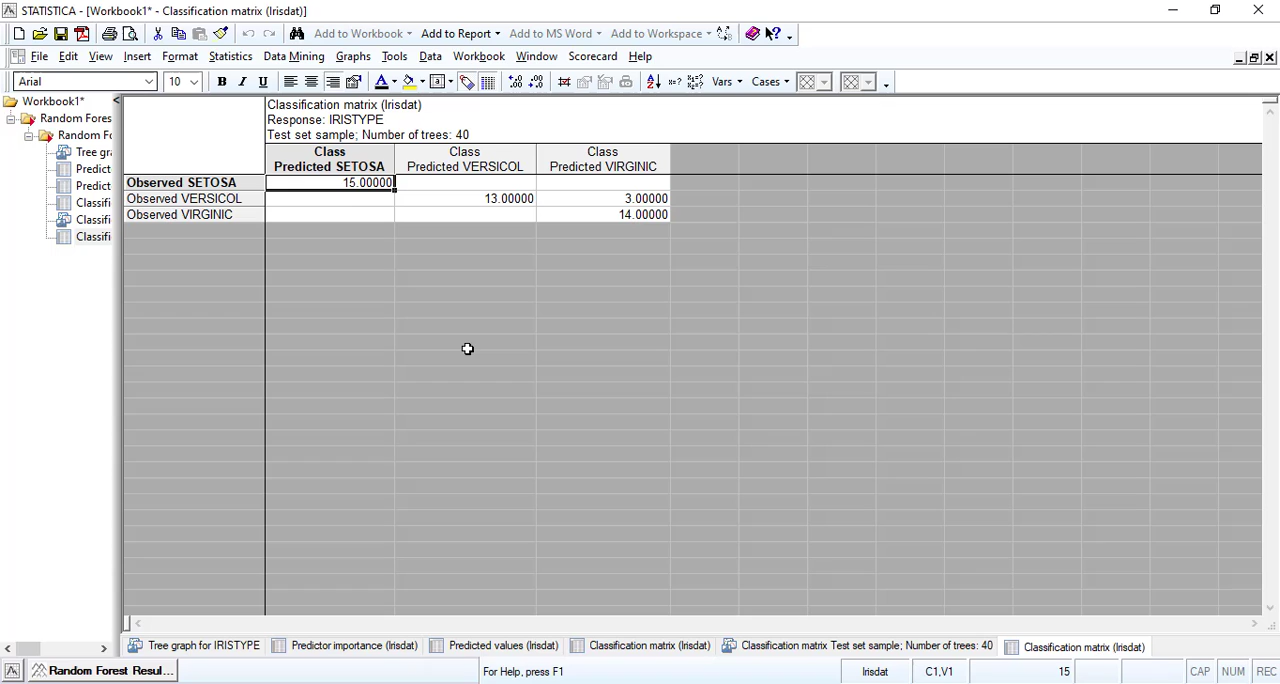 STATISTICA - [Workbook1* - Classification matrix (Irisdat)]
Add to Workbook Add to Report Add to MS Word Add to Workspace
File Edit View Insert Format Statistics Data Mining Graphs Tools Data Workbook Window Scorecard Help
Arial 10 B I U Vars Cases
Workbook1*
Random Fores
Random Fo
Tree gra
Predict
Predict
Classifi
Classifi
Classifi
Classification matrix (Irisdat)
Response: IRISTYPE
Test set sample; Number of trees: 40
Class Class Class
Predicted SETOSA Predicted VERSICOL Predicted VIRGINIC
Observed SETOSA 15.00000
Observed VERSICOL 13.00000 3.00000
Observed VIRGINIC 14.00000
Tree graph for IRISTYPE Predictor importance (Irisdat) Predicted values (Irisdat) Classification matrix (Irisdat) Classification matrix Test set sample; Number of trees: 40 Classification matrix (Irisdat)
Random Forest Resul... For Help, press F1 Irisdat C1,V1 15 CAP NUM REC